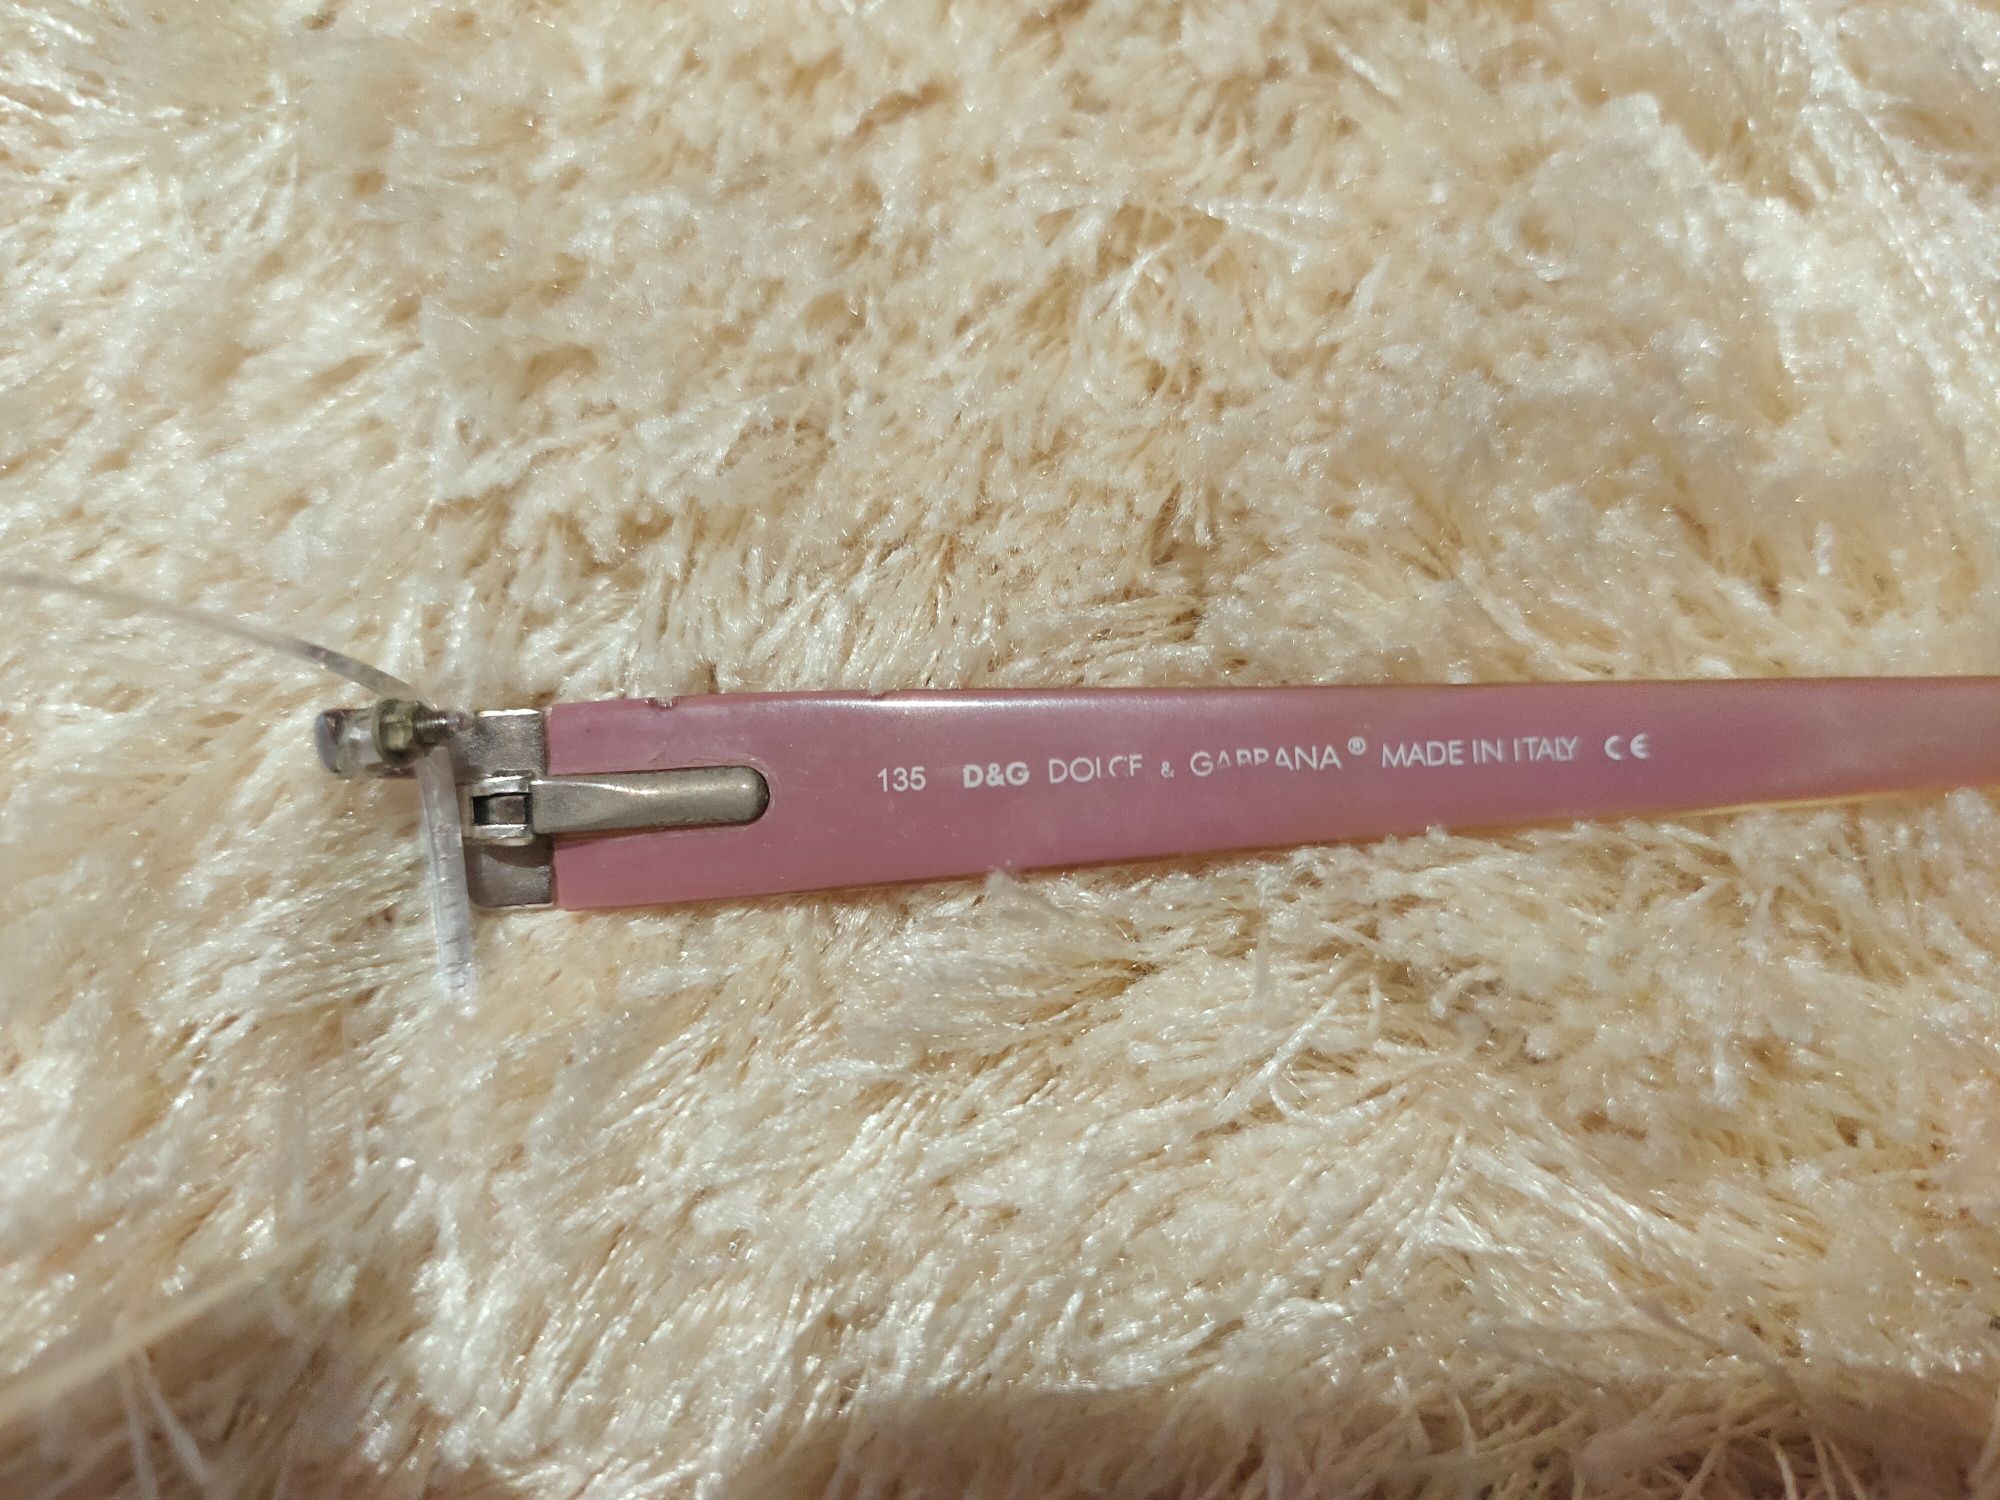 135 D&G DOLCE & GABBANA® MADE IN ITALY CE